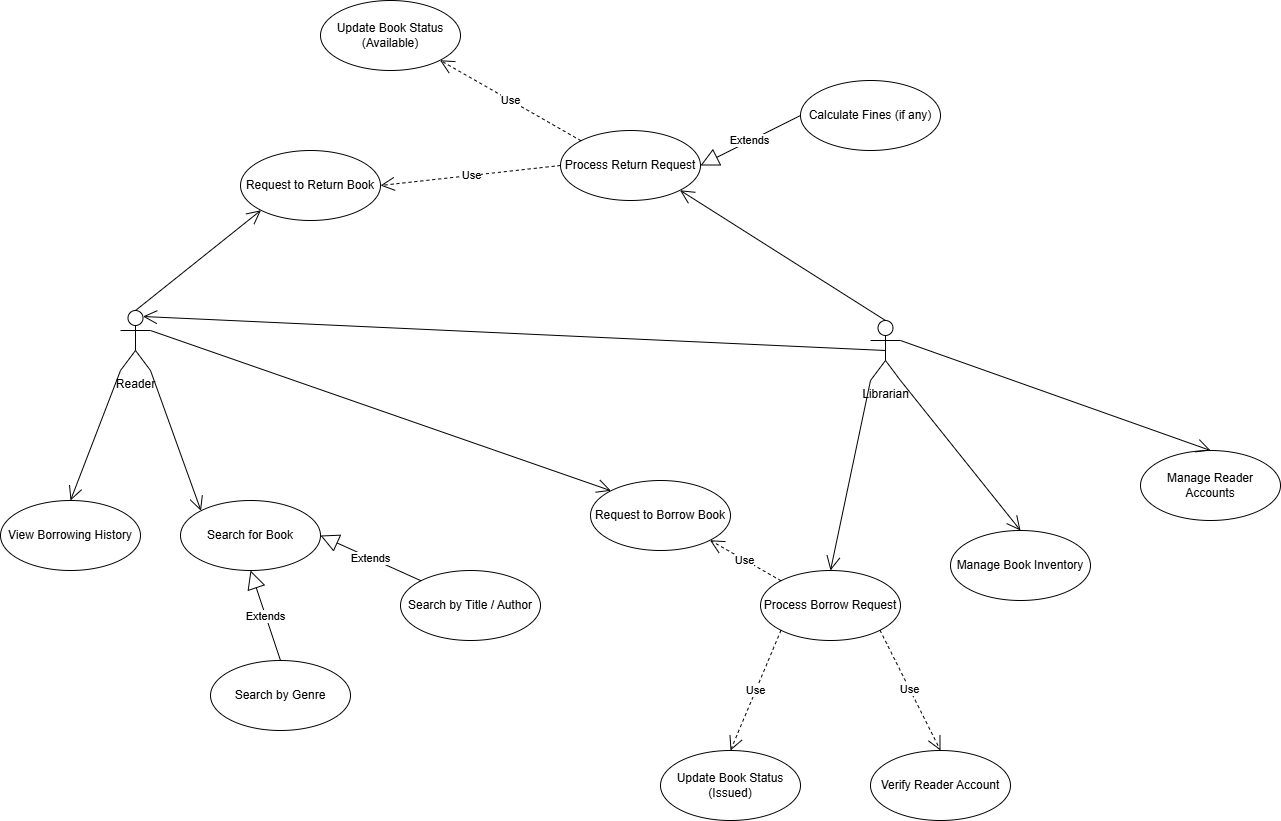 Update Book Status
(Available)
Use
Calculate Fines (if any)
Extends
Process Return Request
Use
Request to Return Book
Reader
Librarian
Manage Reader
Accounts
View Borrowing History
Search for Book
Request to Borrow Book
Extends
Use
Manage Book Inventory
Search by Title / Author
Process Borrow Request
Extends
Search by Genre
Use
Use
Update Book Status
(Issued)
Verify Reader Account